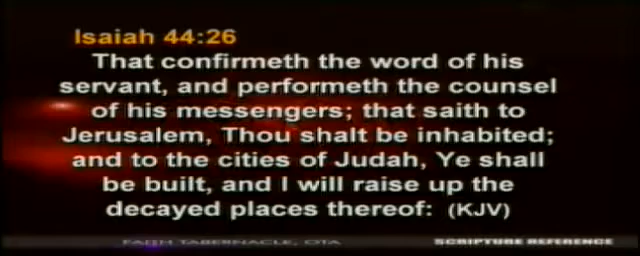 Isaiah 44:26
That confirmeth the word of his
servant, and performeth the counsel
of his messengers; that saith to
Jerusalem, Thou shalt be inhabited;
and to the cities of Judah, Ye shall
be built, and I will raise up the
decayed places thereof: (KJV)
FAITH TABERNACLE, OTA
SCRIPTURE REFERENCE